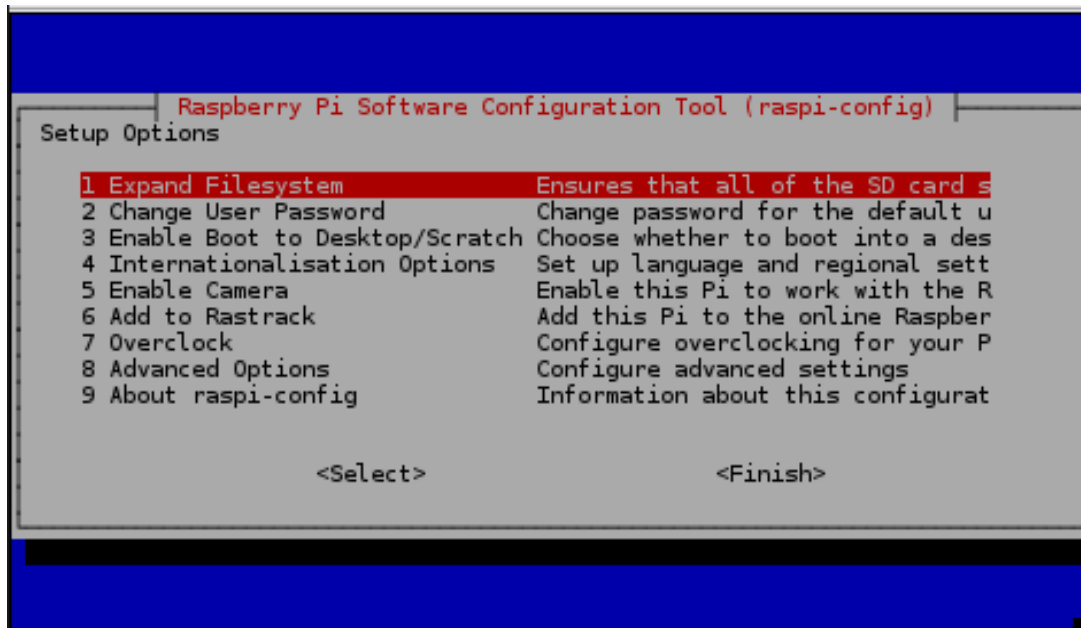 Raspberry Pi Software Configuration Tool (raspi-config)
Setup Options
1 Expand Filesystem Ensures that all of the SD card s
2 Change User Password Change password for the default u
3 Enable Boot to Desktop/Scratch Choose whether to boot into a des
4 Internationalisation Options Set up language and regional sett
5 Enable Camera Enable this Pi to work with the R
6 Add to Rastrack Add this Pi to the online Raspber
7 Overclock Configure overclocking for your P
8 Advanced Options Configure advanced settings
9 About raspi-config Information about this configurat
<Select> <Finish>